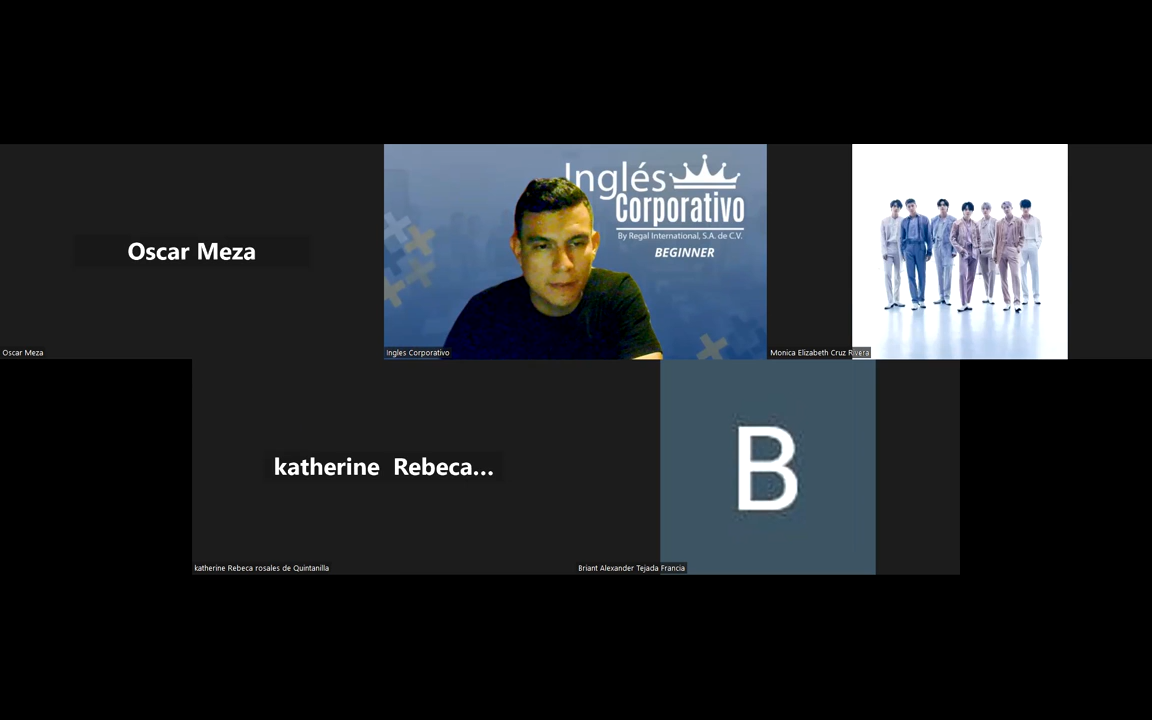 Oscar Meza
Oscar Meza
Inglés
Corporativo
By Regal International, S.A. de C.V.
BEGINNER
Ingles Corporativo
Monica Elizabeth Cruz Rivera
katherine Rebeca...
katherine Rebeca rosales de Quintanilla
B
Briant Alexander Tejada Francia